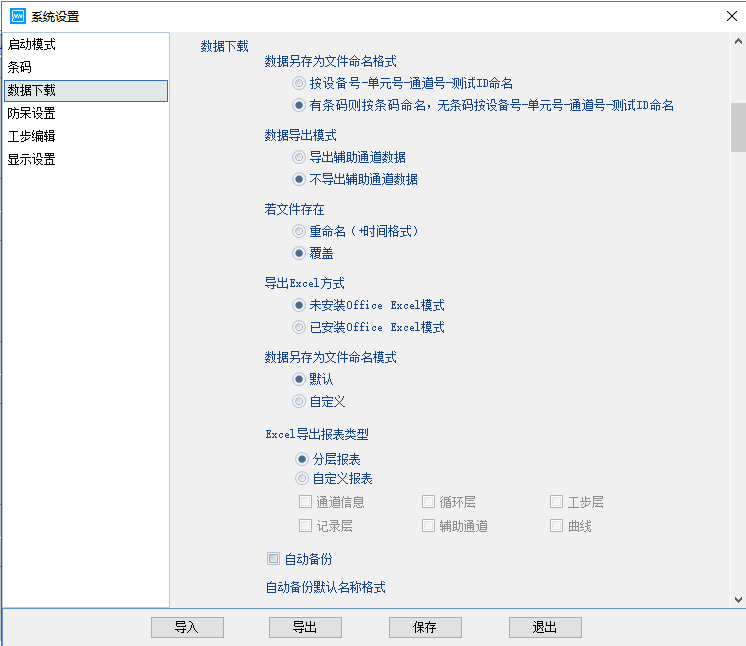 系统设置
启动模式
条码
数据下载
防呆设置
工步编辑
显示设置
数据下载
数据另存为文件命名格式
按设备号-单元号-通道号-测试ID命名
有条码则按条码命名，无条码按设备号-单元号-通道号-测试ID命名
数据导出模式
导出辅助通道数据
不导出辅助通道数据
若文件存在
重命名（+时间格式）
覆盖
导出Excel方式
未安装Office Excel模式
已安装Office Excel模式
数据另存为文件命名模式
默认
自定义
Excel导出报表类型
分层报表
自定义报表
通道信息 循环层 工步层
记录层 辅助通道 曲线
自动备份
自动备份默认名称格式
导入 导出 保存 退出